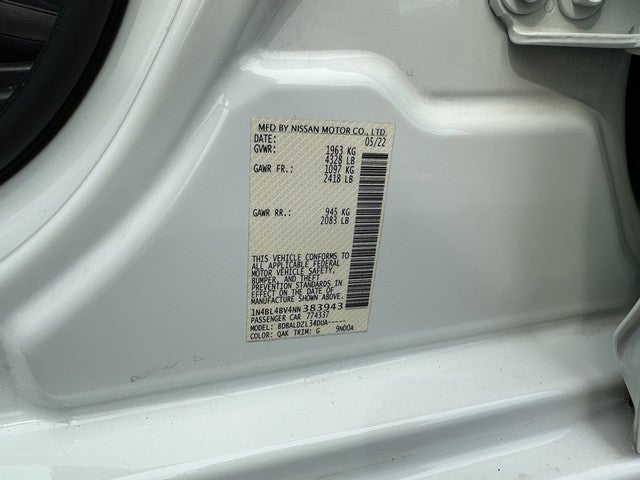 MFD BY NISSAN MOTOR CO., LTD.
DATE: 05/22
GVWR: 1963 KG
4328 LB
GAWR FR.: 1097 KG
2418 LB
GAWR RR.: 945 KG
2083 LB
THIS VEHICLE CONFORMS TO
ALL APPLICABLE FEDERAL
MOTOR VEHICLE SAFETY,
BUMPER, AND THEFT
PREVENTION STANDARDS IN
EFFECT ON THE DATE OF
MANUFACTURE SHOWN ABOVE.
1N4BL4BV4NN383943
PASSENGER CAR 774337
MODEL: BDBALDZL34DUA-----
COLOR: QAK TRIM: G 9N00A